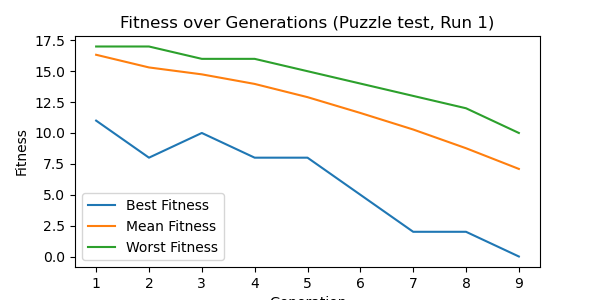 Fitness over Generations (Puzzle test, Run 1)
17.5
15.0
12.5
10.0
7.5
5.0
2.5
0.0
Fitness
Best Fitness
Mean Fitness
Worst Fitness
1 2 3 4 5 6 7 8 9
Generation